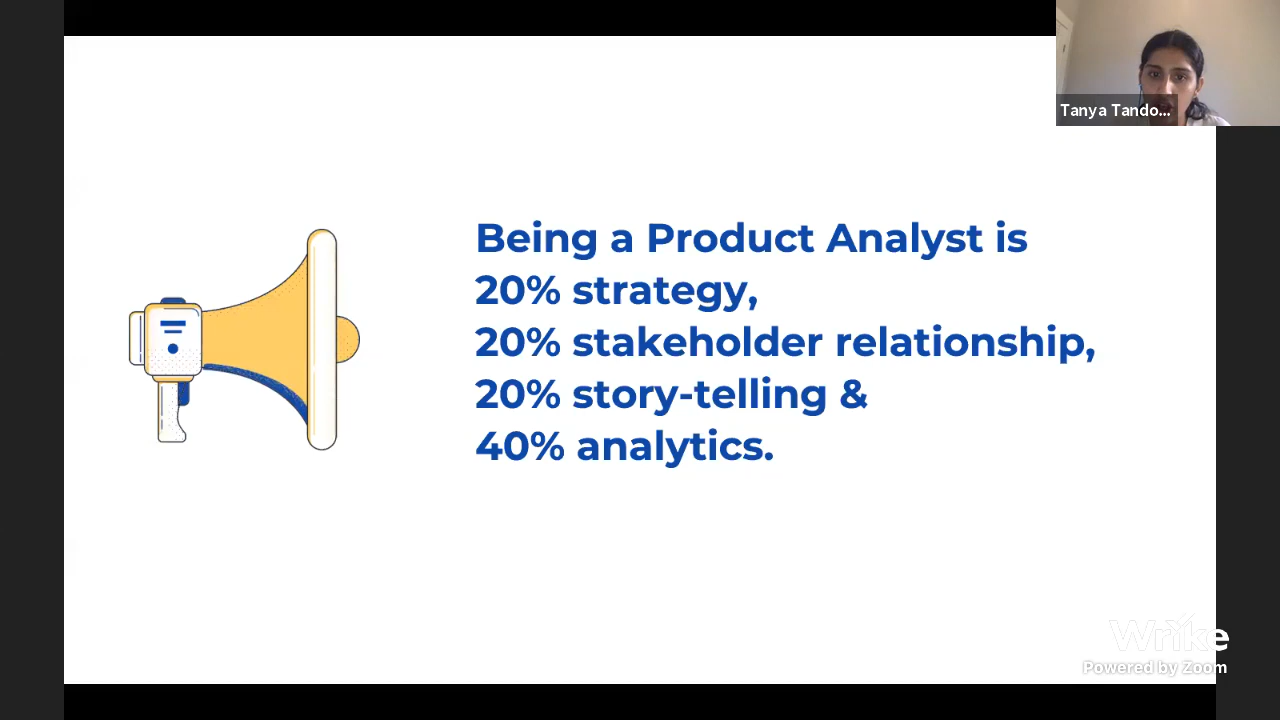 Tanya Tando...
Being a Product Analyst is
20% strategy,
20% stakeholder relationship,
20% story-telling &
40% analytics.
Wrike
Powered by Zoom